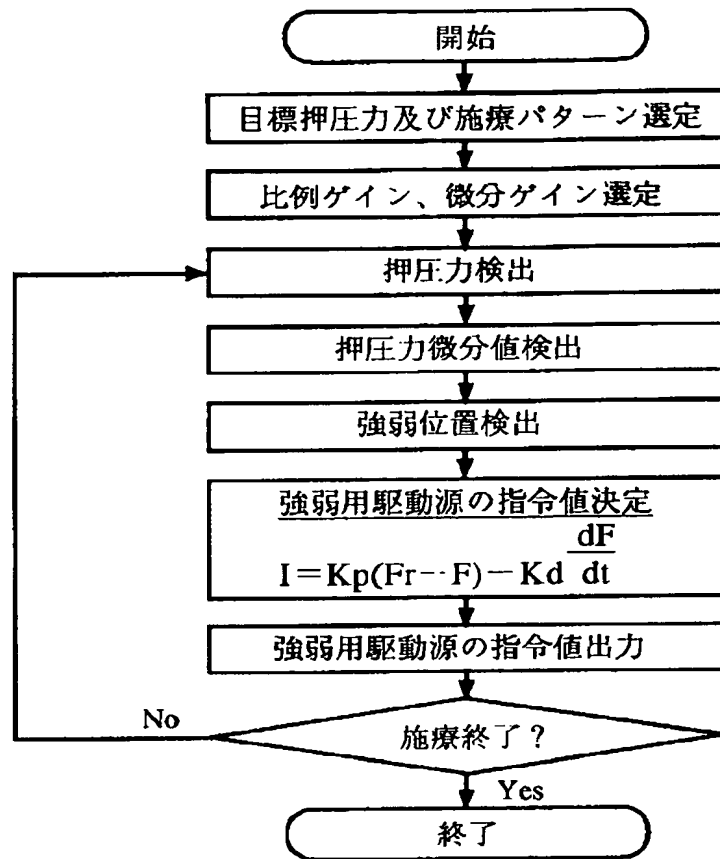 開始
目標押圧力及び施療パターン選定
比例ゲイン、微分ゲイン選定
押圧力検出
押圧力微分値検出
強弱位置検出
強弱用駆動源の指令値決定
I=Kp(Fr-F)-Kd dF/dt
強弱用駆動源の指令値出力
施療終了?
No
Yes
終了